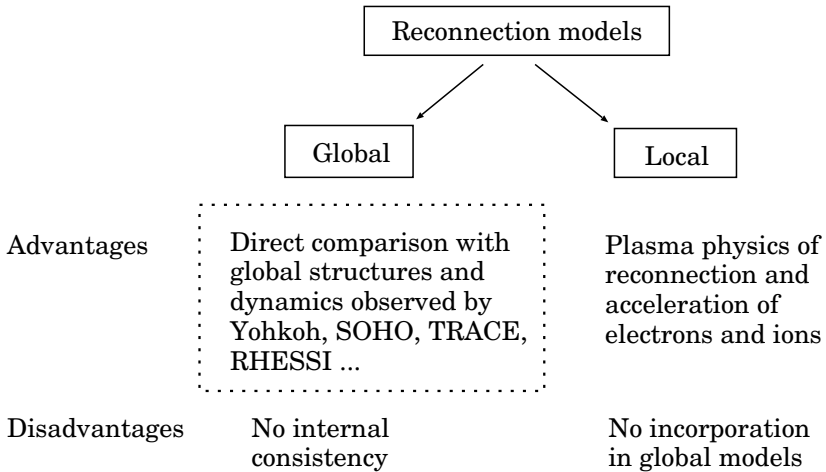 Reconnection models
Global
Local
Advantages
Direct comparison with
global structures and
dynamics observed by
Yohkoh, SOHO, TRACE,
RHESSI ...
Plasma physics of
reconnection and
acceleration of
electrons and ions
Disadvantages
No internal
consistency
No incorporation
in global models